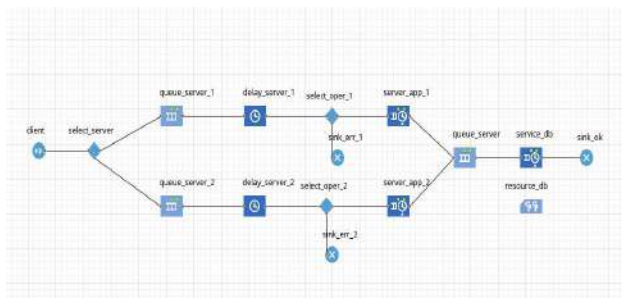 queue_server_1
delay_server_1
select_oper_1
server_app_1
client
select_server
sink_err_1
queue_server
service_db
sink_ok
queue_server_2
delay_server_2
select_oper_2
server_app_2
resource_db
sink_err_2